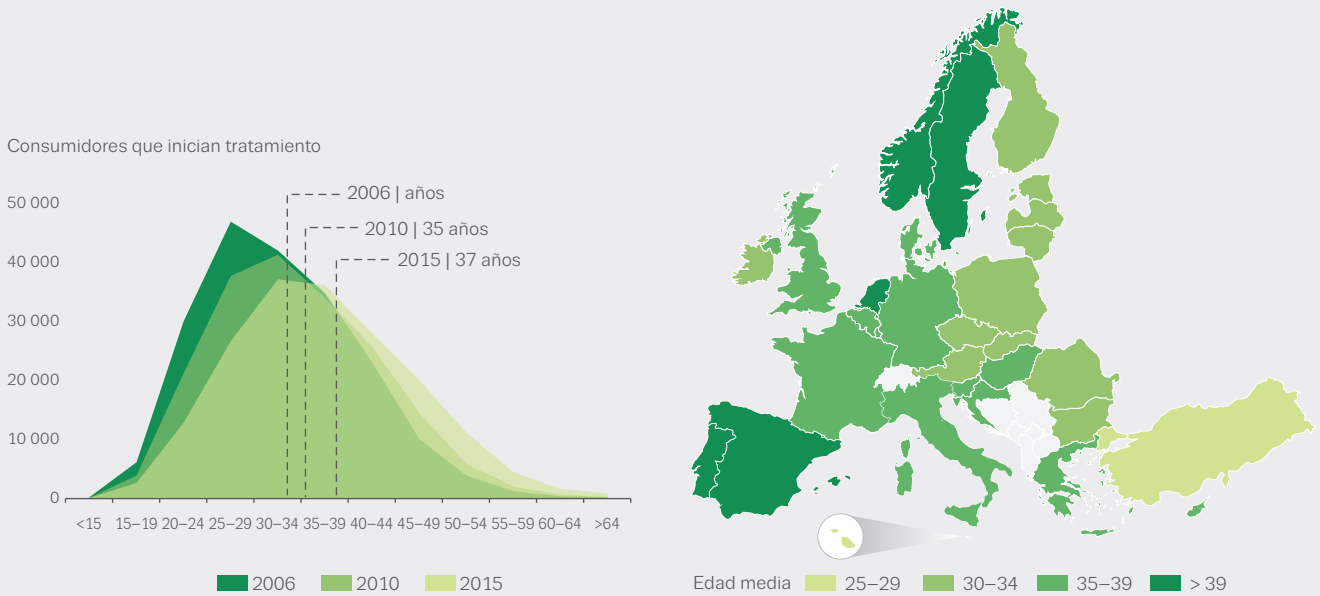 Consumidores que inician tratamiento
50 000
40 000
30 000
20 000
10 000
0
2006 | años
2010 | 35 años
2015 | 37 años
<15 15–19 20–24 25–29 30–34 35–39 40–44 45–49 50–54 55–59 60–64 >64
2006 2010 2015
Edad media 25–29 30–34 35–39 > 39